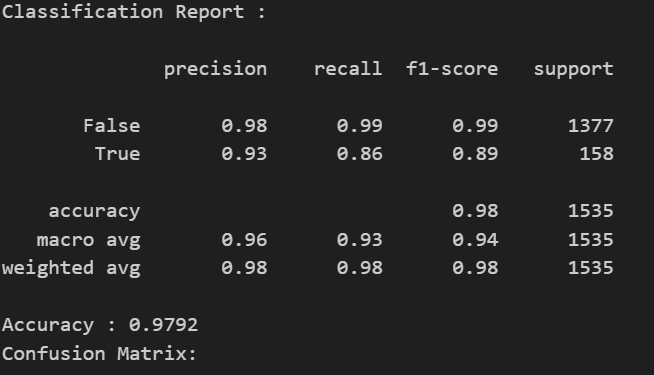 Classification Report :
precision recall f1-score support
False 0.98 0.99 0.99 1377
True 0.93 0.86 0.89 158
accuracy 0.98 1535
macro avg 0.96 0.93 0.94 1535
weighted avg 0.98 0.98 0.98 1535
Accuracy : 0.9792
Confusion Matrix: